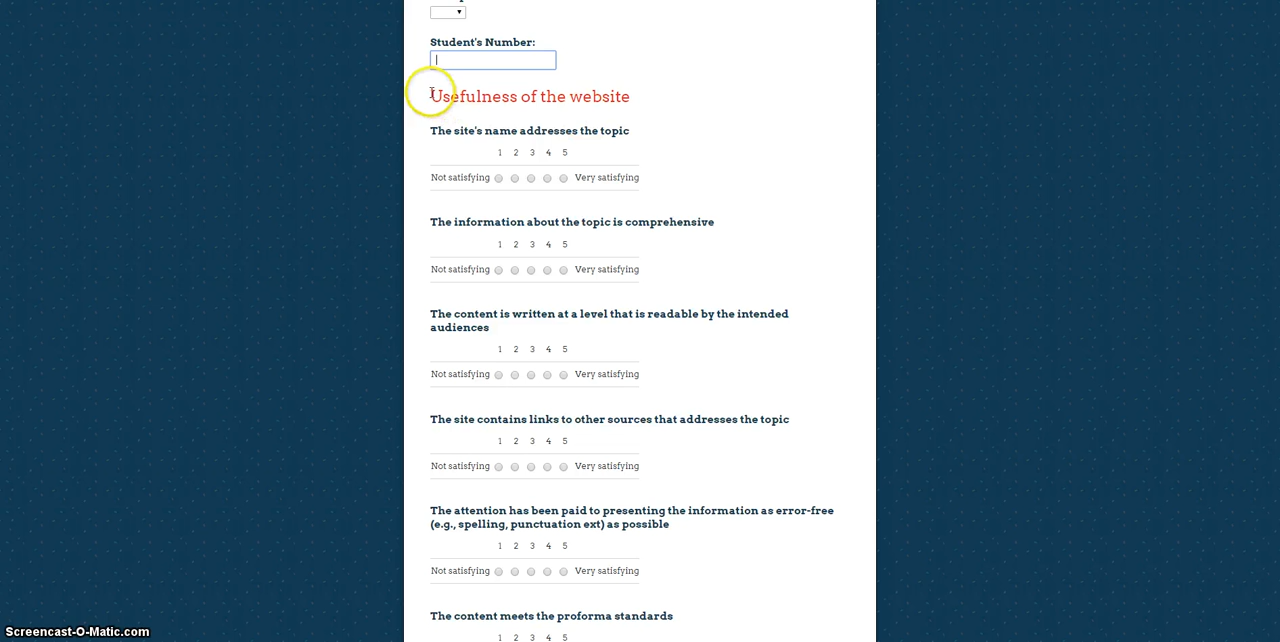 Student's Number:
Usefulness of the website
The site's name addresses the topic
1 2 3 4 5
Not satisfying Very satisfying
The information about the topic is comprehensive
1 2 3 4 5
Not satisfying Very satisfying
The content is written at a level that is readable by the intended
audiences
1 2 3 4 5
Not satisfying Very satisfying
The site contains links to other sources that addresses the topic
1 2 3 4 5
Not satisfying Very satisfying
The attention has been paid to presenting the information as error-free
(e.g., spelling, punctuation ext) as possible
1 2 3 4 5
Not satisfying Very satisfying
The content meets the proforma standards
1 2 3 4 5
Screencast-O-Matic.com